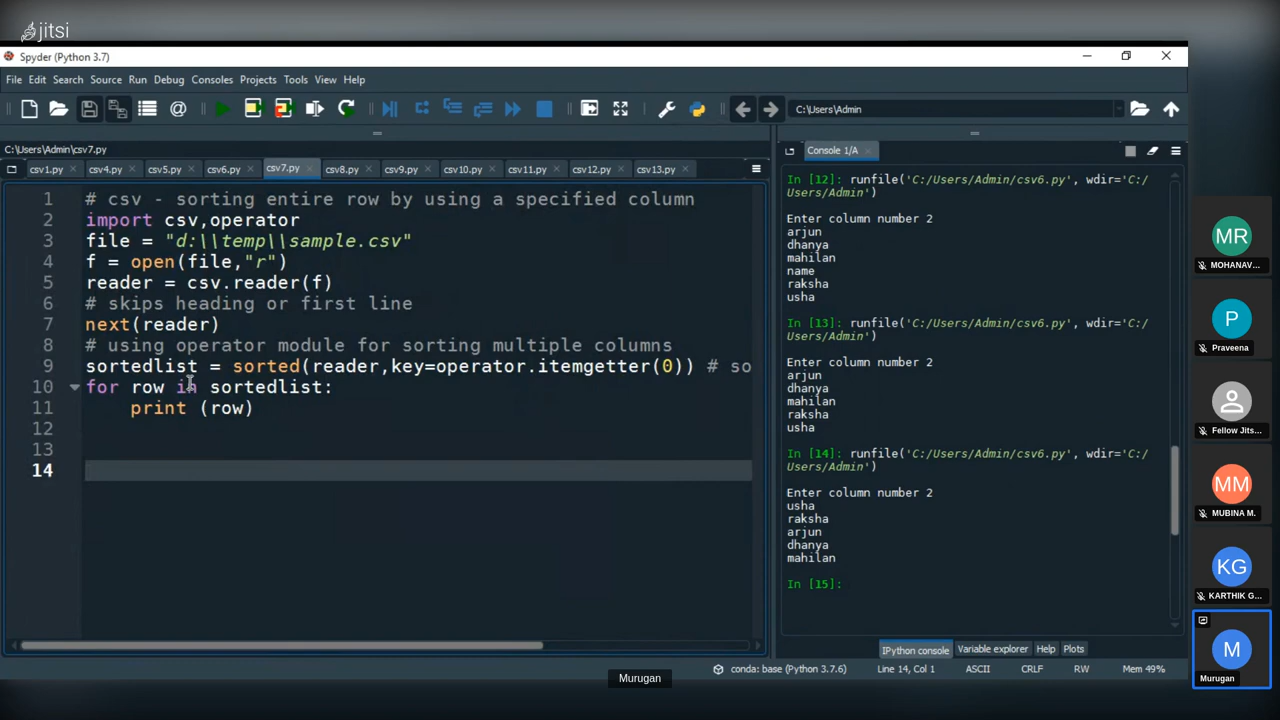 jitsi
Spyder (Python 3.7)
File Edit Search Source Run Debug Consoles Projects Tools View Help
C:\Users\Admin
C:\Users\Admin\csv7.py
csv1.py csv4.py csv5.py csv6.py csv7.py csv8.py csv9.py csv10.py csv11.py csv12.py csv13.py
1 # csv - sorting entire row by using a specified column
2 import csv,operator
3 file = "d:\\temp\\sample.csv"
4 f = open(file,"r")
5 reader = csv.reader(f)
6 # skips heading or first line
7 next(reader)
8 # using operator module for sorting multiple columns
9 sortedlist = sorted(reader,key=operator.itemgetter(0)) # so
10 for row in sortedlist:
11 print (row)
12
13
14
Console 1/A
In [12]: runfile('C:/Users/Admin/csv6.py', wdir='C:/
Users/Admin')
Enter column number 2
arjun
dhanya
mahilan
name
raksha
usha
In [13]: runfile('C:/Users/Admin/csv6.py', wdir='C:/
Users/Admin')
Enter column number 2
arjun
dhanya
mahilan
raksha
usha
In [14]: runfile('C:/Users/Admin/csv6.py', wdir='C:/
Users/Admin')
Enter column number 2
usha
raksha
arjun
dhanya
mahilan
In [15]:
IPython console Variable explorer Help Plots
conda: base (Python 3.7.6) Line 14, Col 1 ASCII CRLF RW Mem 49%
Murugan
MR
MOHANAV...
P
Praveena
Fellow Jits...
MM
MUBINA M.
KG
KARTHIK G...
M
Murugan